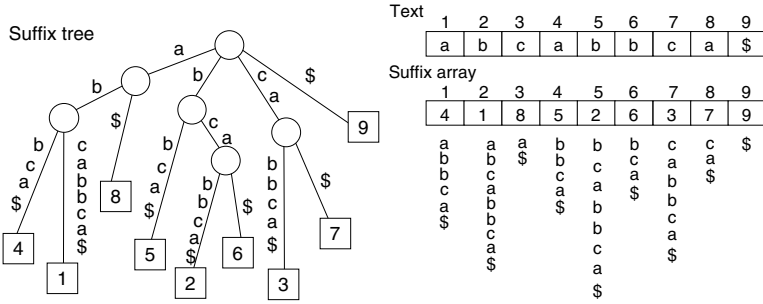 Suffix tree
a
b
c
a
$
b
$
c
a
b
c
a
$
c
a
b
b
c
a
$
b
c
a
$
b
b
c
a
$
$
b
b
c
a
$
$
9
8
7
4
5
6
1
2
3
Text
1 2 3 4 5 6 7 8 9
a b c a b b c a $
Suffix array
1 2 3 4 5 6 7 8 9
4 1 8 5 2 6 3 7 9
a b b c a $
a b c a b b c a $
a $
b b c a $
b c a b b c a $
b c a $
c a b b c a $
c a $
$